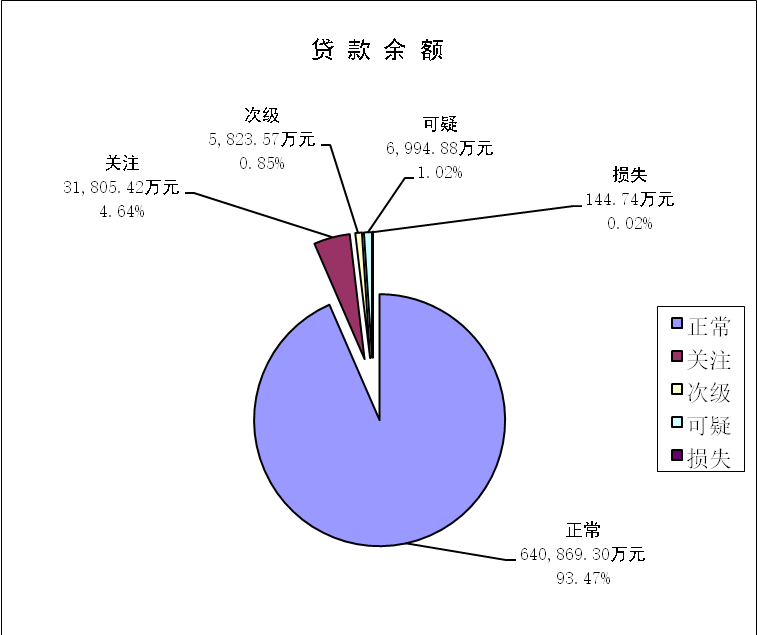 贷 款 余 额
次级
5,823.57万元
0.85%
可疑
6,994.88万元
1.02%
关注
31,805.42万元
4.64%
损失
144.74万元
0.02%
正常
关注
次级
可疑
损失
正常
640,869.30万元
93.47%